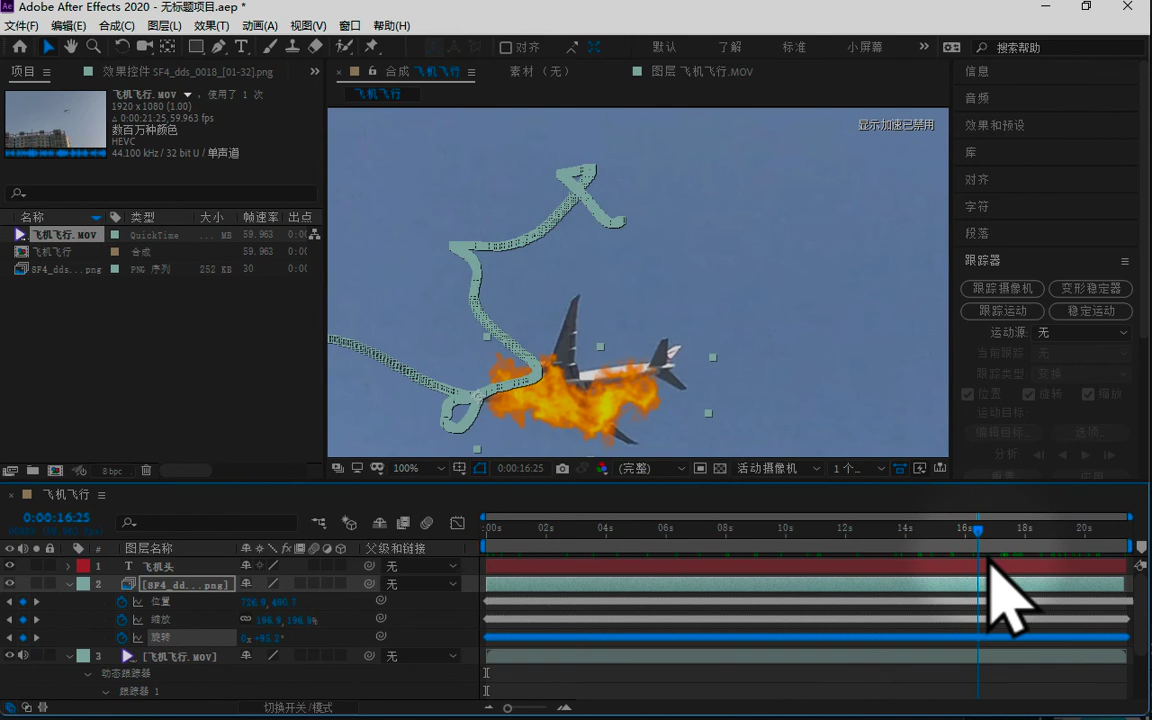 Adobe After Effects 2020 - 无标题项目.aep *
文件(F) 编辑(E) 合成(C) 图层(L) 效果(T) 动画(A) 视图(V) 窗口 帮助(H)
对齐 默认 了解 标准 小屏幕 搜索帮助
项目 效果控件 SF4_dds_0018_[01-32].png
合成 飞机飞行 素材（无） 图层 飞机飞行.MOV
飞机飞行
飞机飞行.MOV ，使用了 1 次
1920 x 1080 (1.00)
△ 0:00:21:25, 59.963 fps
数百万种颜色
HEVC
44.100 kHz / 32 bit U / 单声道
名称 类型 大小 帧速率 出点
飞机飞行.MOV QuickTime ... MB 59.963 0:00
飞机飞行 合成 59.963 0:00
SF4_dds...png PNG 序列 252 KB 30 0:00
8 bpc
显示加速已禁用
100% 0:00:16:25 (完整) 活动摄像机 1 个...
信息
音频
效果和预设
库
对齐
字符
段落
跟踪器
跟踪摄像机 变形稳定器
跟踪运动 稳定运动
运动源: 无
当前跟踪 无
跟踪类型: 变换
位置 旋转 缩放
运动目标:
编辑目标... 选项...
分析
飞机飞行
0:00:16:25
:00s 02s 04s 06s 08s 10s 12s 14s 16s 18s 20s
# 图层名称 父级和链接
1 T 飞机头 无
2 [SF4_dd...png] 无
位置 726.9,480.7
缩放 196.8,196.8%
旋转 0x+95.2°
3 [飞机飞行.MOV] 无
动态跟踪器
跟踪器 1
切换开关/模式